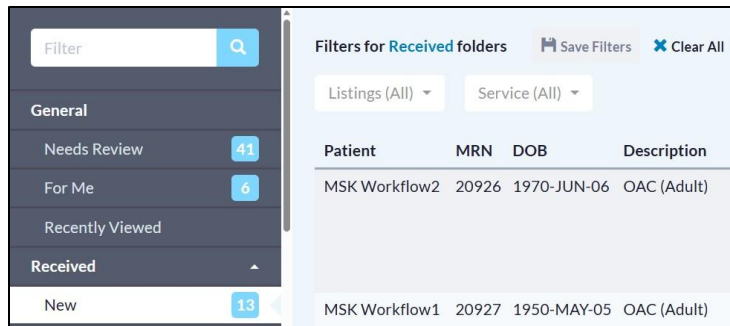 Filter
General
Needs Review 41
For Me 6
Recently Viewed
Received
New 13
Filters for Received folders Save Filters Clear All
Listings (All) Service (All)
Patient MRN DOB Description
MSK Workflow2 20926 1970-JUN-06 OAC (Adult)
MSK Workflow1 20927 1950-MAY-05 OAC (Adult)